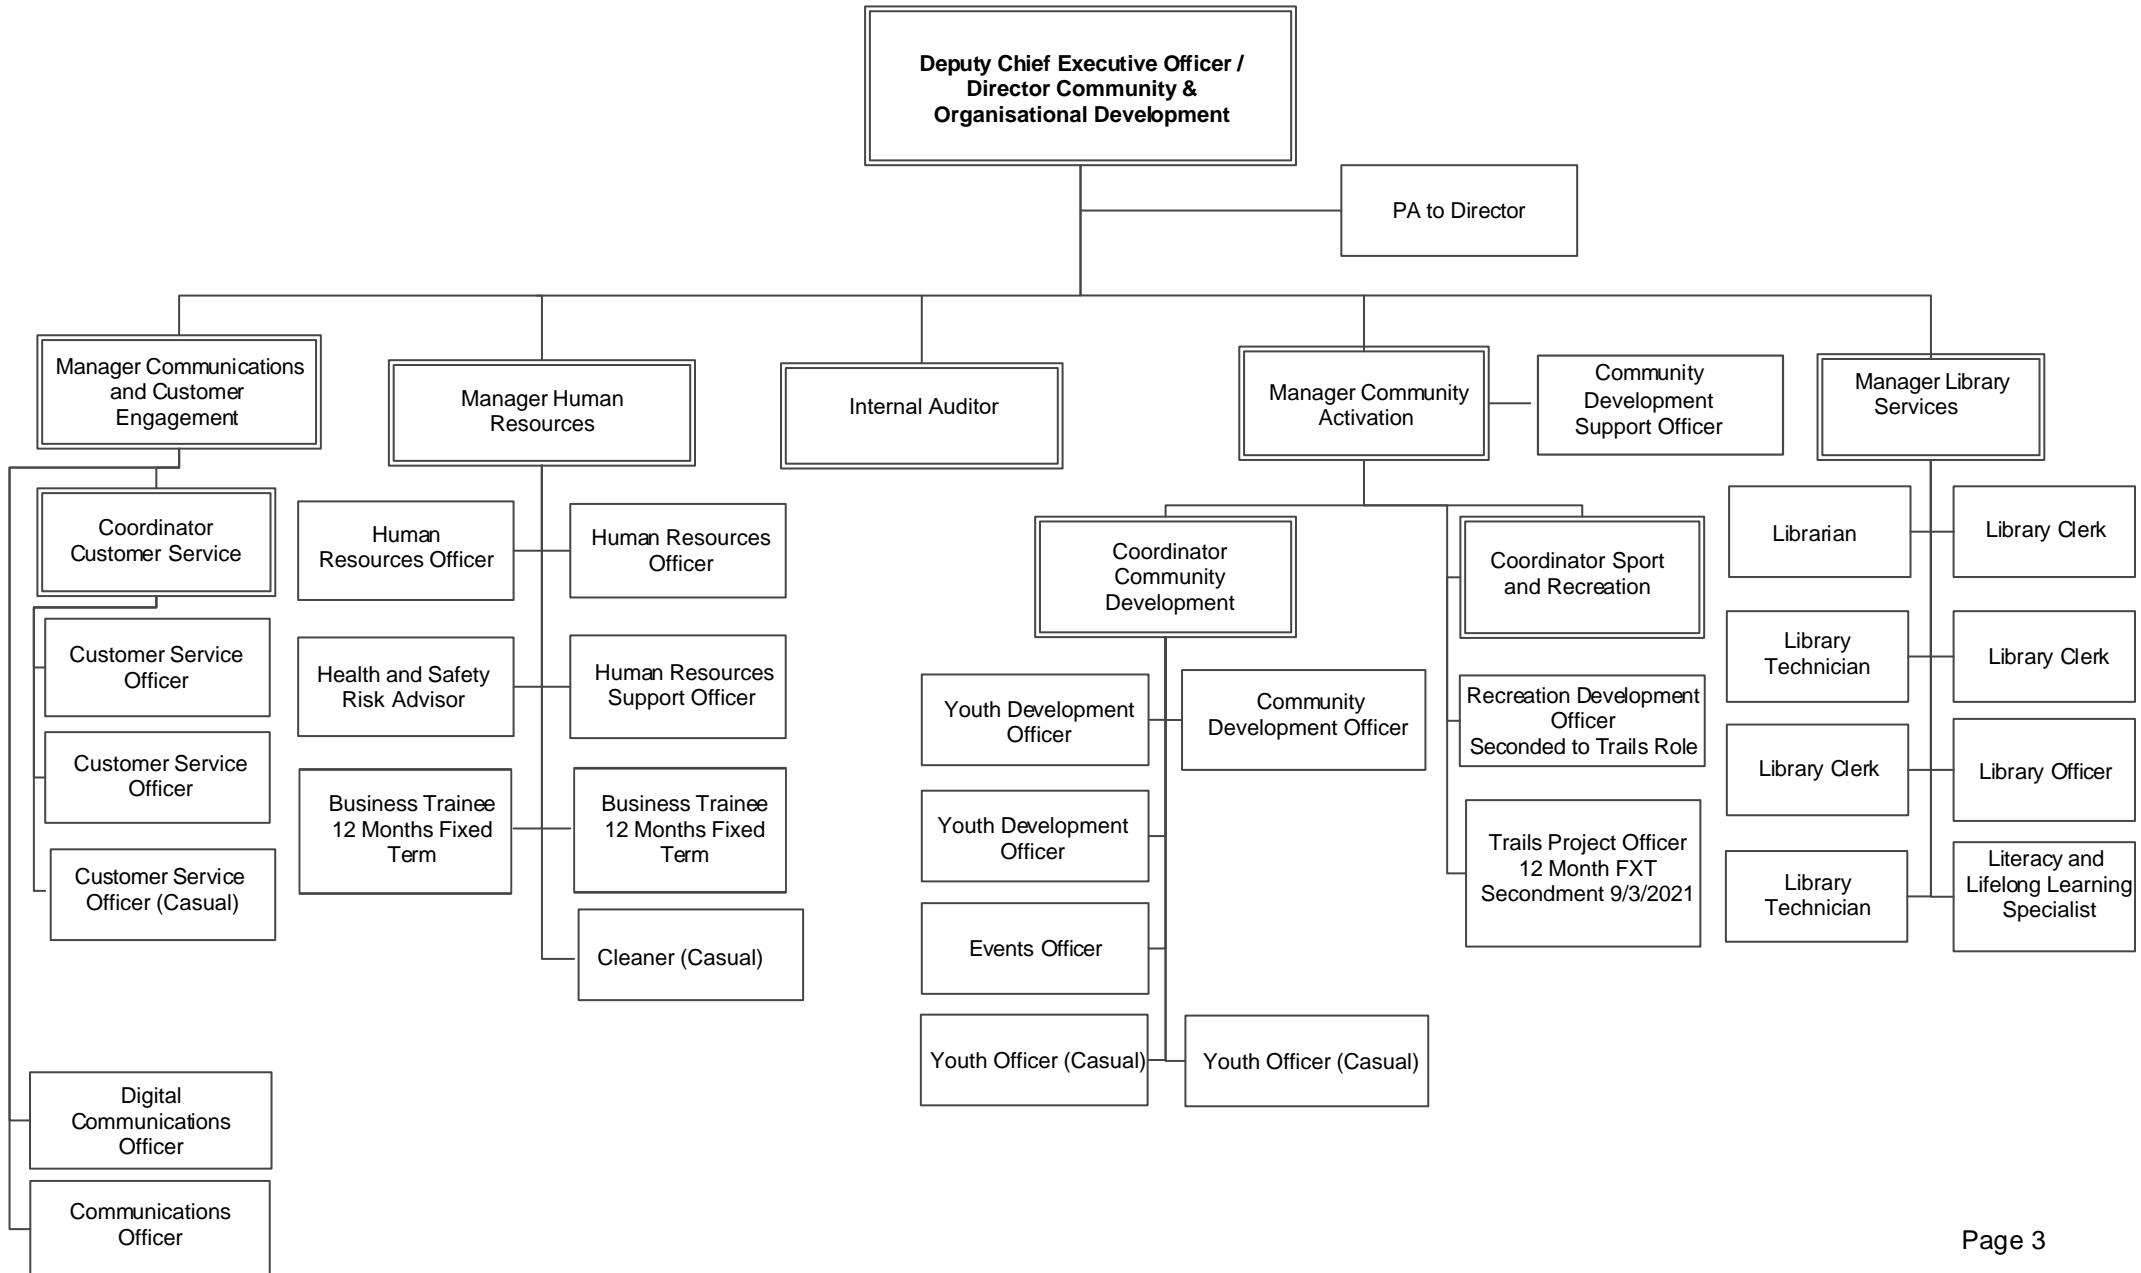 Deputy Chief Executive Officer /
Director Community &
Organisational Development
PA to Director
Manager Communications
and Customer
Engagement
Manager Human
Resources
Internal Auditor
Manager Community
Activation
Community
Development
Support Officer
Manager Library
Services
Coordinator
Customer Service
Customer Service
Officer
Customer Service
Officer
Customer Service
Officer (Casual)
Digital
Communications
Officer
Communications
Officer
Human
Resources Officer
Human Resources
Officer
Health and Safety
Risk Advisor
Human Resources
Support Officer
Business Trainee
12 Months Fixed
Term
Business Trainee
12 Months Fixed
Term
Cleaner (Casual)
Coordinator
Community
Development
Youth Development
Officer
Community
Development Officer
Youth Development
Officer
Events Officer
Youth Officer (Casual)
Youth Officer (Casual)
Coordinator Sport
and Recreation
Recreation Development
Officer
Seconded to Trails Role
Trails Project Officer
12 Month FXT
Secondment 9/3/2021
Librarian
Library Clerk
Library
Technician
Library Clerk
Library Clerk
Library Officer
Library
Technician
Literacy and
Lifelong Learning
Specialist
Page 3